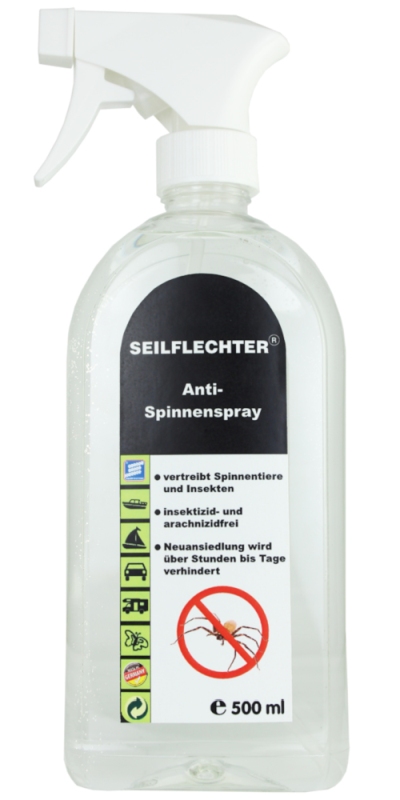 SEILFLECHTER®
Anti-
Spinnenspray
• vertreibt Spinnentiere
und Insekten
• insektizid- und
arachnizidfrei
• Neuansiedlung wird
über Stunden bis Tage
verhindert
GERMANY
℮ 500 ml